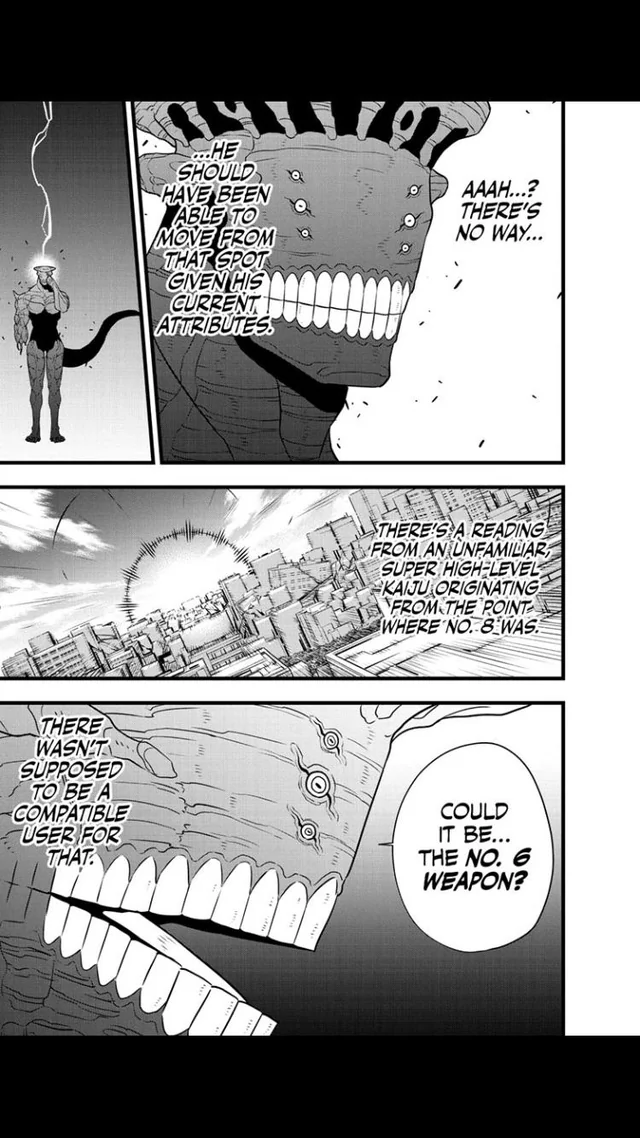 AAAH...?
THERE'S
NO WAY...
...HE
SHOULD
HAVE BEEN
ABLE TO
MOVE FROM
THAT SPOT
GIVEN HIS
CURRENT
ATTRIBUTES.
THERE'S A READING
FROM AN UNFAMILIAR,
SUPER HIGH-LEVEL
KAIJU ORIGINATING
FROM THE POINT
WHERE NO. 8 WAS.
COULD
IT BE...
THE NO. 6
WEAPON?
THERE
WASN'T
SUPPOSED
TO BE A
COMPATIBLE
USER FOR
THAT.